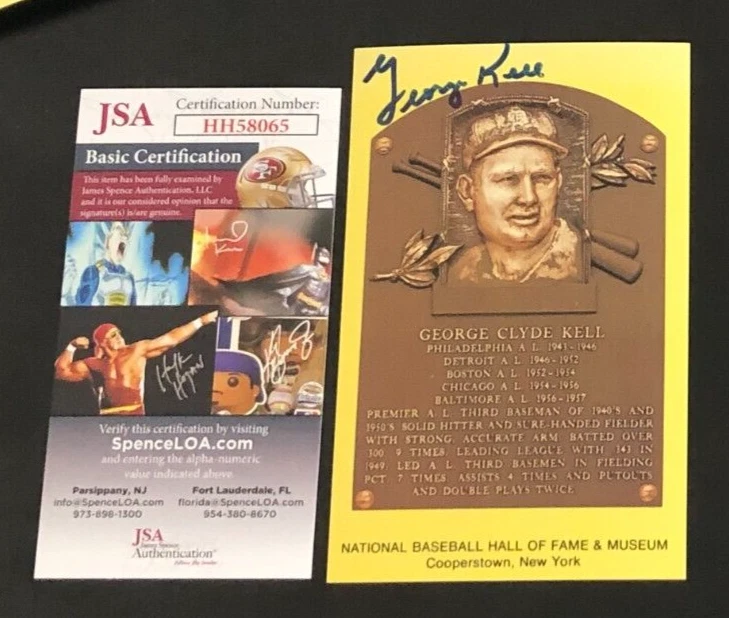 JSA
Certification Number:
HH58065
Basic Certification
This item has been fully examined by
James Spence Authentication, LLC
and it is our considered opinion that the
signature(s) is/are genuine.
Hulk
Hogan
Verify this certification by visiting
SpenceLOA.com
and entering the alpha-numeric
value indicated above
Parsippany, NJ
info@SpenceLOA.com
973-898-1300
Fort Lauderdale, FL
florida@SpenceLOA.com
954-380-8670
JSA
James Spence
Authentication
George Kell
GEORGE CLYDE KELL
PHILADELPHIA A.L. 1943-1946
DETROIT A.L. 1946-1952
BOSTON A.L. 1952-1954
CHICAGO A.L. 1954-1956
BALTIMORE A.L. 1956-1957
PREMIER A.L. THIRD BASEMAN OF 1940'S AND
1950'S SOLID HITTER AND SURE-HANDED FIELDER
WITH STRONG, ACCURATE ARM. BATTED OVER
.300 9 TIMES, LEADING LEAGUE WITH .343 IN
1949. LED A.L. THIRD BASEMEN IN FIELDING
PCT. 7 TIMES, ASSISTS 4 TIMES AND PUTOUTS
AND DOUBLE PLAYS TWICE.
NATIONAL BASEBALL HALL OF FAME & MUSEUM
Cooperstown, New York